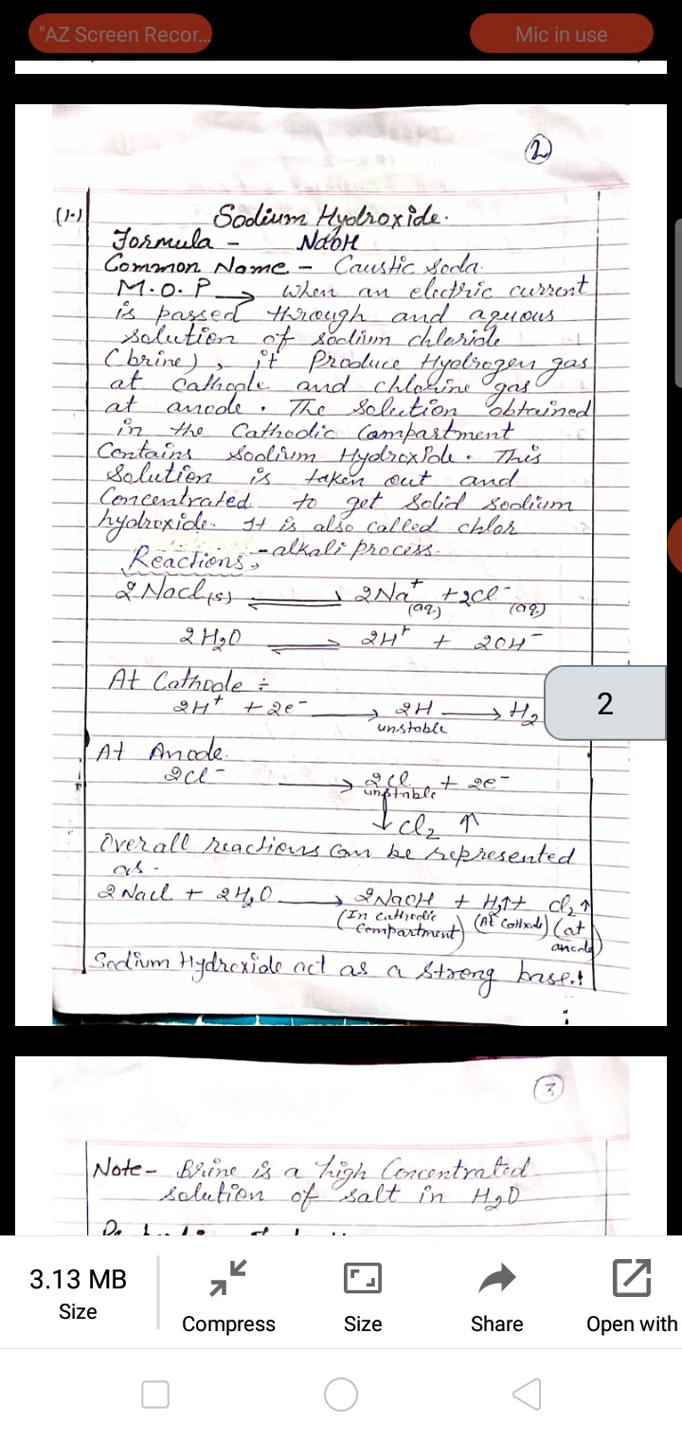 "AZ Screen Recor...
Mic in use
2
(1.)
Sodium Hydroxide.
Formula - NaOH
Common Name - Caustic soda.
M.O.P → When an electric current
is passed through and aquous
solution of sodium chloride
(brine), it Produce Hydrogen gas
at cathode and chlorine gas
at anode. The solution obtained
in the Cathodic Compartment
Contains sodium Hydroxide. This
solution is taken out and
Concentrated to get solid sodium
hydroxide. It is also called chlor
-alkali process.
Reactions,
2NaCl(s) ⇌ 2Na⁺(aq) + 2Cl⁻(aq)
2H₂O ⇌ 2H⁺ + 2OH⁻
At Cathode ÷
2H⁺ + 2e⁻ → 2H → H₂
unstable
2
At Anode.
2Cl⁻ → 2Cl + 2e⁻
unstable
↓ Cl₂ ↑
Overall reactions can be represented
as -
2NaCl + 2H₂O → 2NaOH + H₂↑ + Cl₂↑
(In cathodic compartment) (At Cathode) (at anode)
Sodium Hydroxide act as a strong base.!
3
Note - Brine is a high Concentrated
solution of salt in H₂O
3.13 MB
Size
Compress
Size
Share
Open with